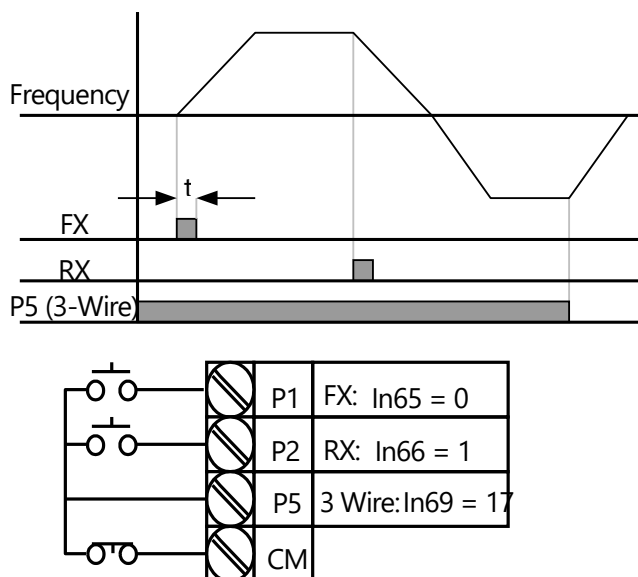 Frequency
t
FX
RX
P5 (3-Wire)
P1 FX: In65 = 0
P2 RX: In66 = 1
P5 3 Wire: In69 = 17
CM